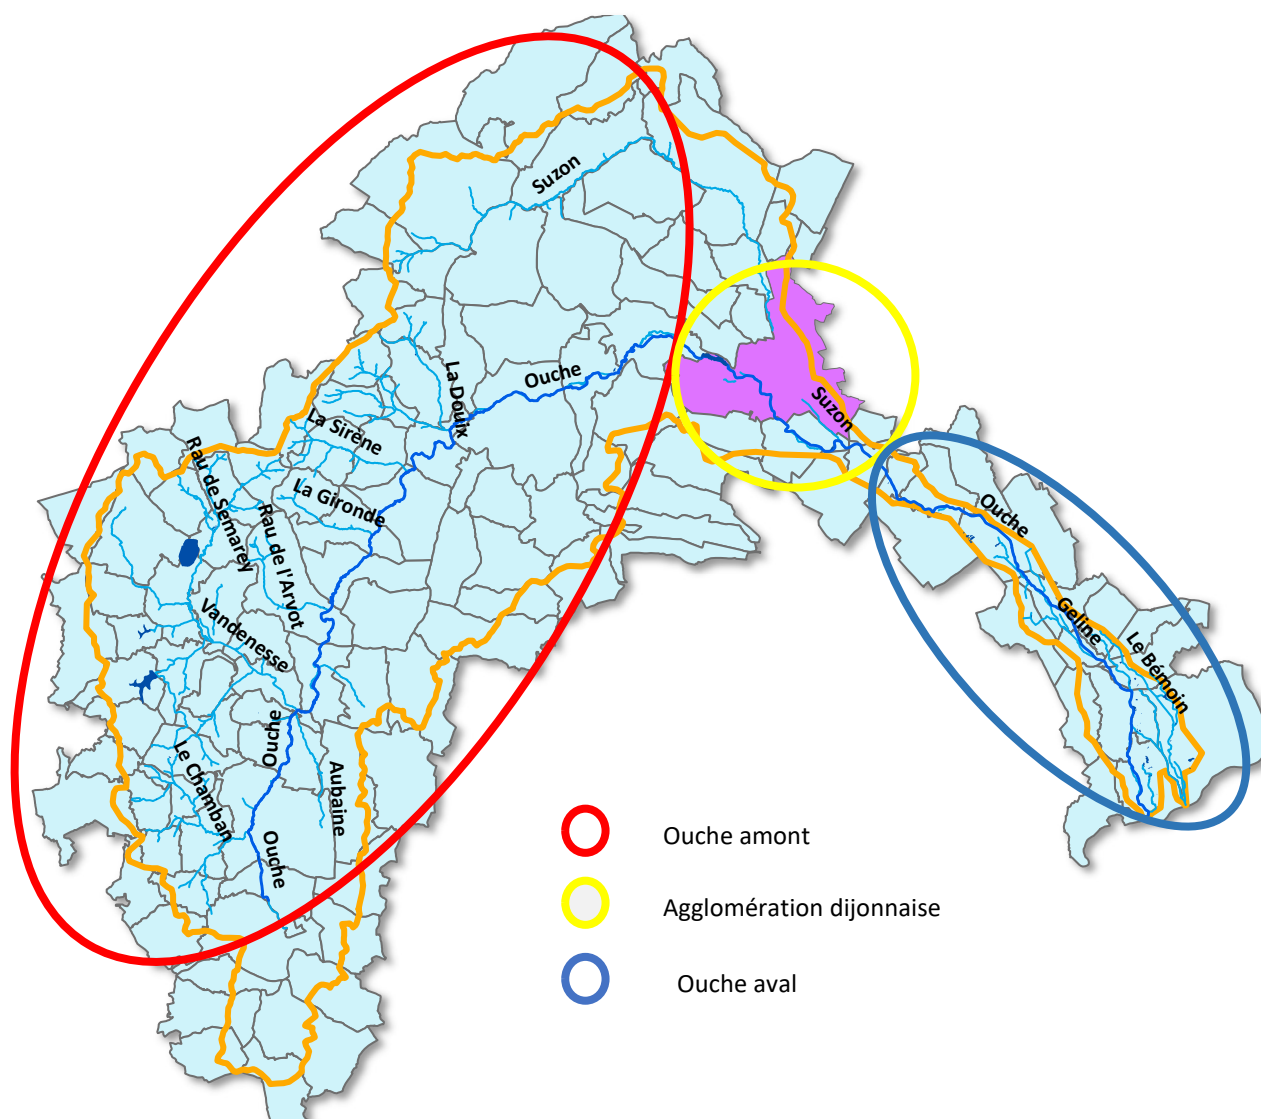 Suzon
La Douix
Ouche
La Sirène
Suzon
Rau de Semarey
La Gironde
Rau de l'Arvot
Ouche
Vandenesse
Geline
Le Bémoin
Ouche
Le Chamban
Aubaine
Ouche
Ouche amont
Agglomération dijonnaise
Ouche aval